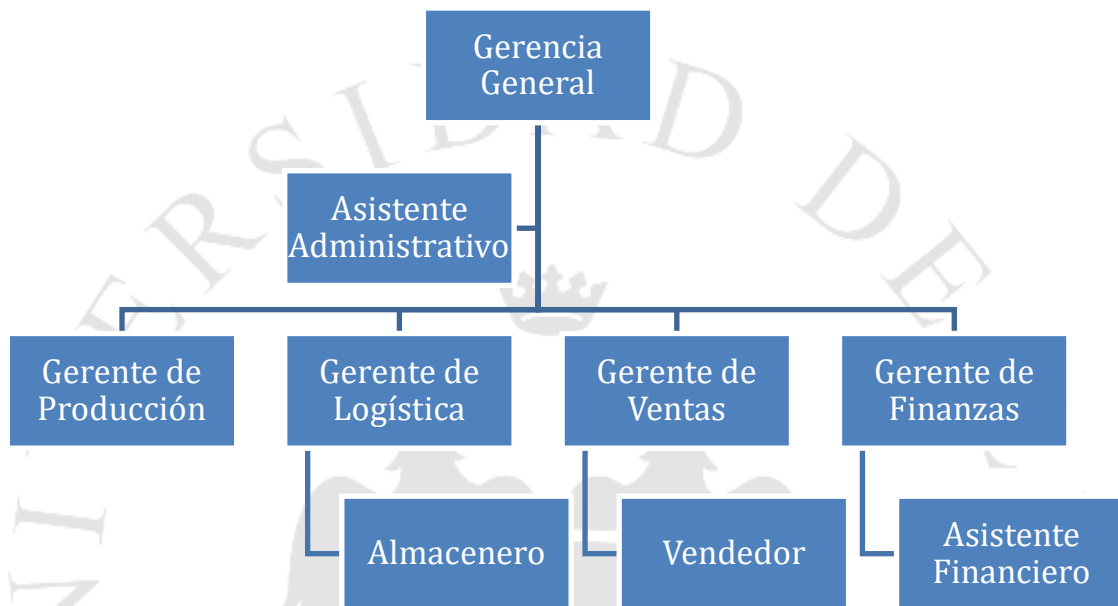 Gerencia
General
Asistente
Administrativo
Gerente de
Producción
Gerente de
Logística
Gerente de
Ventas
Gerente de
Finanzas
Almacenero
Vendedor
Asistente
Financiero